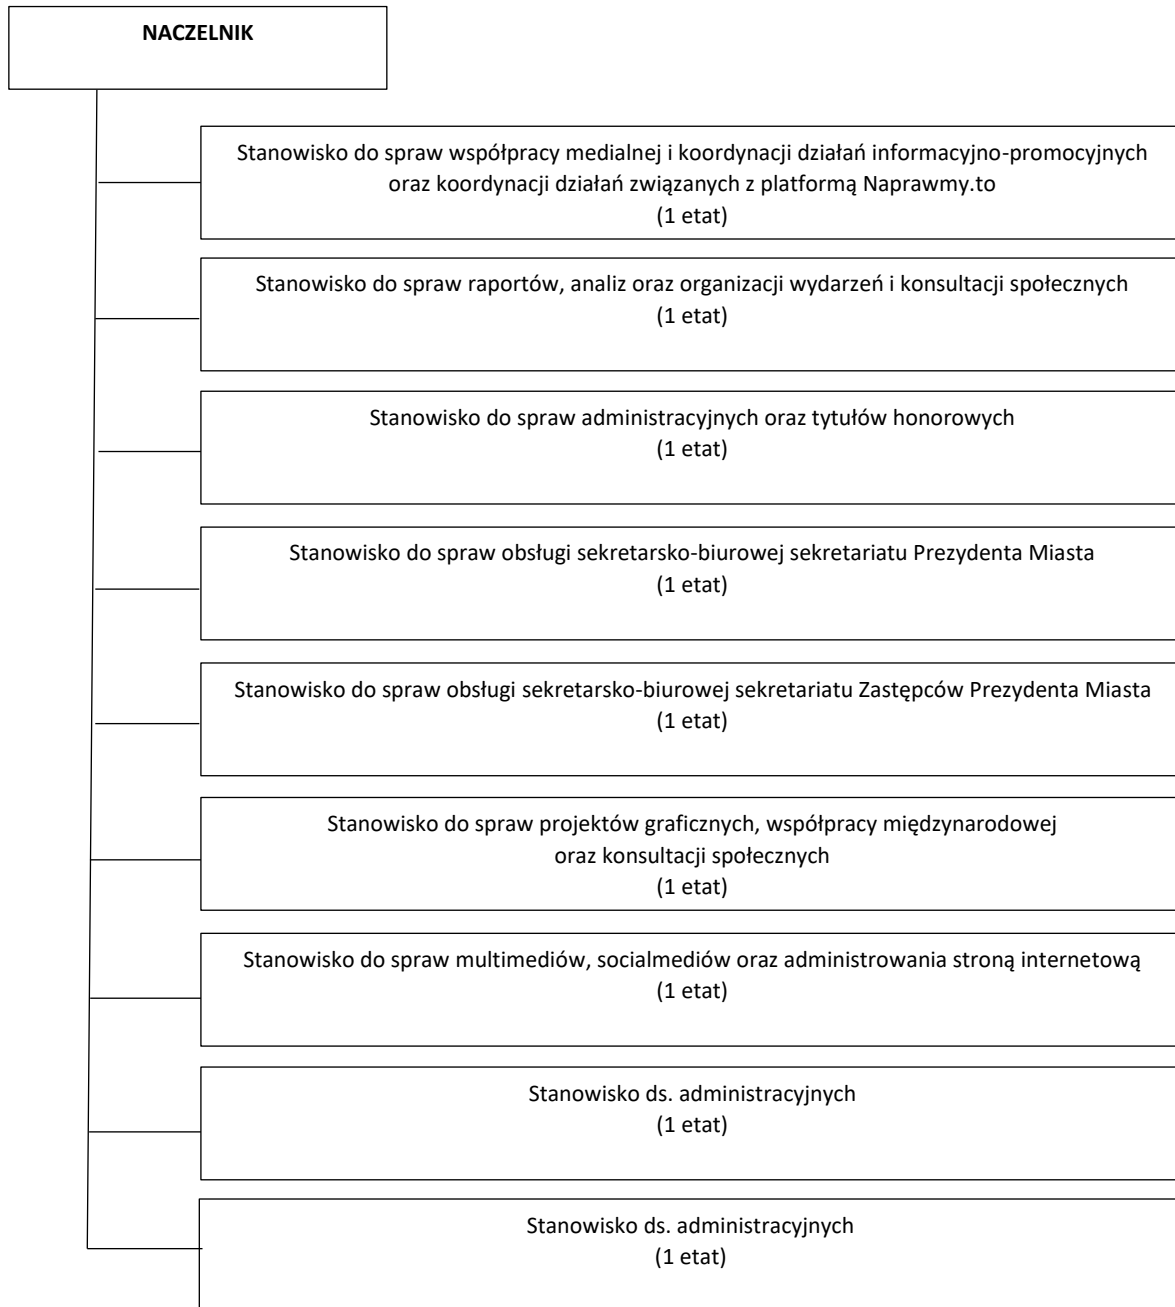 NACZELNIK
Stanowisko do spraw współpracy medialnej i koordynacji działań informacyjno-promocyjnych
oraz koordynacji działań związanych z platformą Naprawmy.to
(1 etat)
Stanowisko do spraw raportów, analiz oraz organizacji wydarzeń i konsultacji społecznych
(1 etat)
Stanowisko do spraw administracyjnych oraz tytułów honorowych
(1 etat)
Stanowisko do spraw obsługi sekretarsko-biurowej sekretariatu Prezydenta Miasta
(1 etat)
Stanowisko do spraw obsługi sekretarsko-biurowej sekretariatu Zastępców Prezydenta Miasta
(1 etat)
Stanowisko do spraw projektów graficznych, współpracy międzynarodowej
oraz konsultacji społecznych
(1 etat)
Stanowisko do spraw multimediów, socialmediów oraz administrowania stroną internetową
(1 etat)
Stanowisko ds. administracyjnych
(1 etat)
Stanowisko ds. administracyjnych
(1 etat)